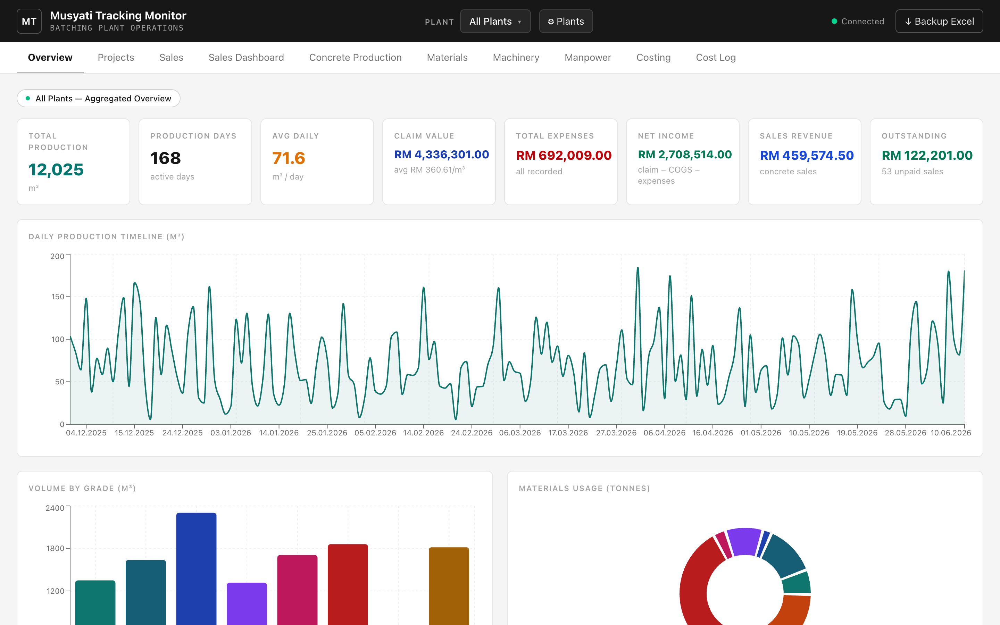 MT
Musyati Tracking Monitor
BATCHING PLANT OPERATIONS
PLANT
All Plants ▾
⚙ Plants
Connected
↓ Backup Excel
Overview
Projects
Sales
Sales Dashboard
Concrete Production
Materials
Machinery
Manpower
Costing
Cost Log
All Plants — Aggregated Overview
TOTAL
PRODUCTION
12,025
m³
PRODUCTION DAYS
168
active days
AVG DAILY
71.6
m³ / day
CLAIM VALUE
RM 4,336,301.00
avg RM 360.61/m³
TOTAL EXPENSES
RM 692,009.00
all recorded
NET INCOME
RM 2,708,514.00
claim – COGS –
expenses
SALES REVENUE
RM 459,574.50
concrete sales
OUTSTANDING
RM 122,201.00
53 unpaid sales
DAILY PRODUCTION TIMELINE (M³)
200
150
100
50
0
04.12.2025
15.12.2025
24.12.2025
03.01.2026
14.01.2026
25.01.2026
05.02.2026
14.02.2026
24.02.2026
06.03.2026
17.03.2026
27.03.2026
06.04.2026
16.04.2026
01.05.2026
10.05.2026
19.05.2026
28.05.2026
10.06.2026
VOLUME BY GRADE (M³)
2400
1800
1200
MATERIALS USAGE (TONNES)